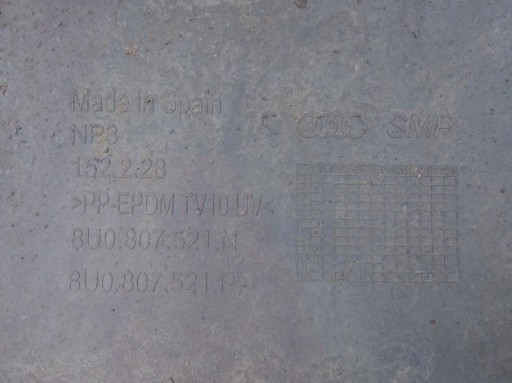 Made in Spain
NP3
152.2.28
>PP-EPDM TV10 UV<
8U0.807.521.N
8U0.807.521.P
SMP